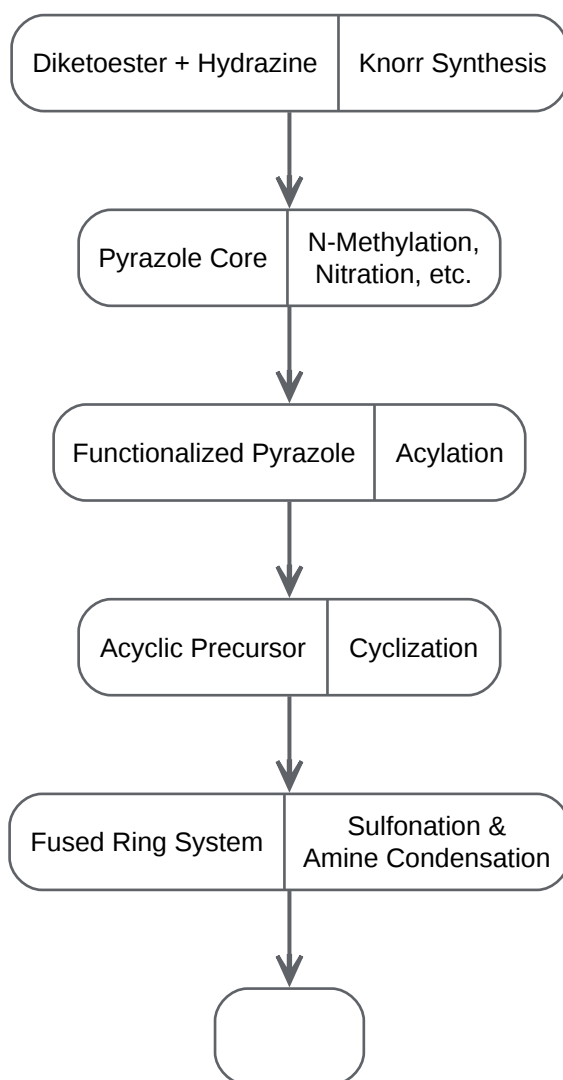 Diketoester + Hydrazine
Knorr Synthesis
Pyrazole Core
N-Methylation,
Nitration, etc.
Functionalized Pyrazole
Acylation
Acyclic Precursor
Cyclization
Fused Ring System
Sulfonation &
Amine Condensation